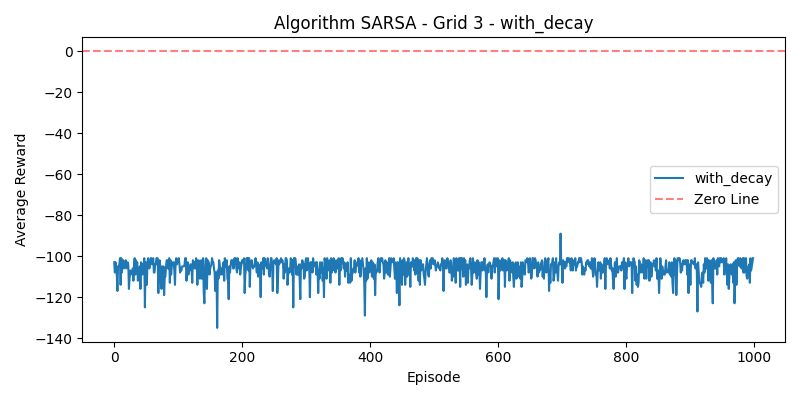 Algorithm SARSA - Grid 3 - with_decay
0
−20
−40
−60
−80
−100
−120
−140
Average Reward
with_decay
Zero Line
0 200 400 600 800 1000
Episode